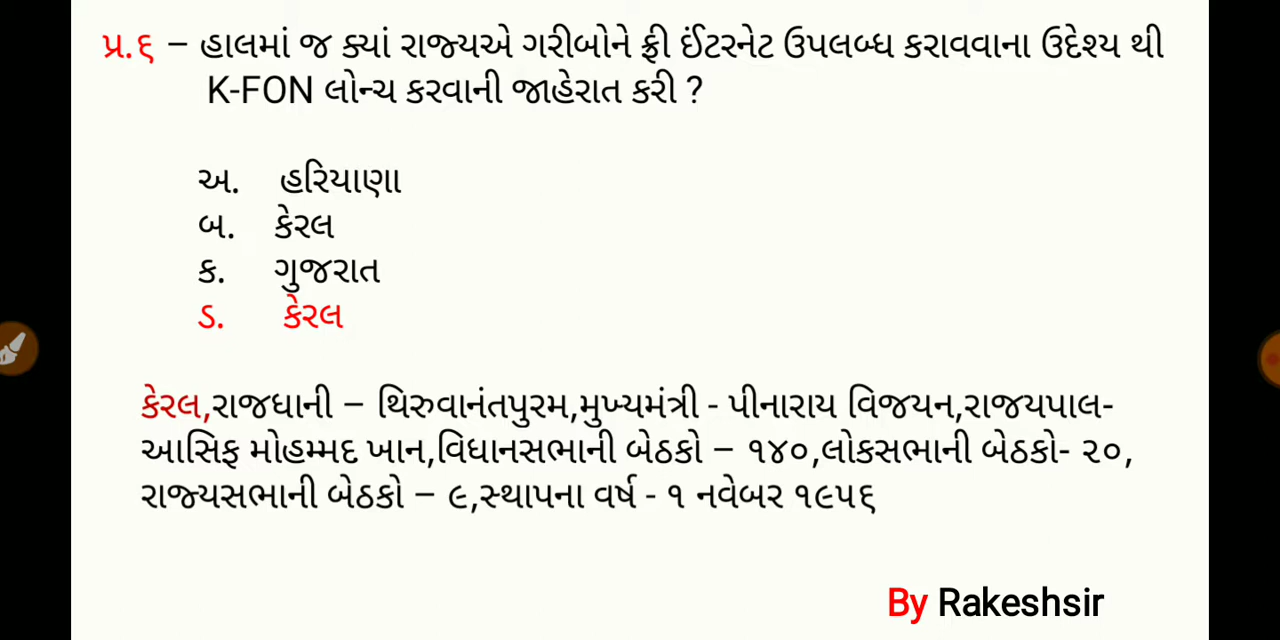 પ્ર.૬ – હાલમાં જ ક્યાં રાજ્યએ ગરીબોને ફ્રી ઈંટરનેટ ઉપલબ્ધ કરાવવાના ઉદેશ્ય થી
K-FON લોન્ચ કરવાની જાહેરાત કરી ?
અ. હરિયાણા
બ. કેરલ
ક. ગુજરાત
ડ. કેરલ
કેરલ,રાજધાની – થિરુવાનંતપુરમ,મુખ્યમંત્રી - પીનારાય વિજયન,રાજયપાલ-
આસિફ મોહમ્મદ ખાન,વિધાનસભાની બેઠકો – ૧૪૦,લોકસભાની બેઠકો- ૨૦,
રાજ્યસભાની બેઠકો – ૯,સ્થાપના વર્ષ - ૧ નવેબર ૧૯૫૬
By Rakeshsir